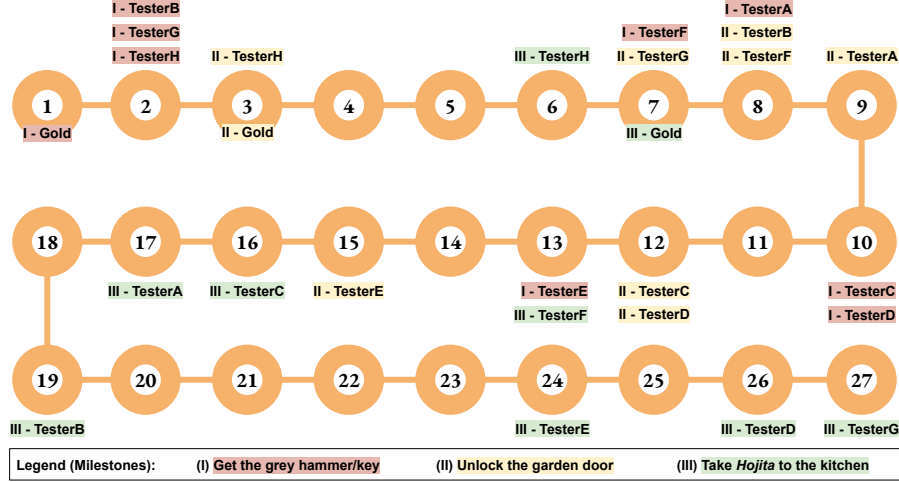 I - TesterB
I - TesterG
I - TesterH
II - TesterH
III - TesterH
I - TesterF
II - TesterG
I - TesterA
II - TesterB
II - TesterF
II - TesterA
1
2
3
4
5
6
7
8
9
I - Gold
II - Gold
III - Gold
18
17
16
15
14
13
12
11
10
III - TesterA
III - TesterC
II - TesterE
I - TesterE
III - TesterF
II - TesterC
II - TesterD
I - TesterC
I - TesterD
19
20
21
22
23
24
25
26
27
III - TesterB
III - TesterE
III - TesterD
III - TesterG
Legend (Milestones): (I) Get the grey hammer/key (II) Unlock the garden door (III) Take Hojita to the kitchen